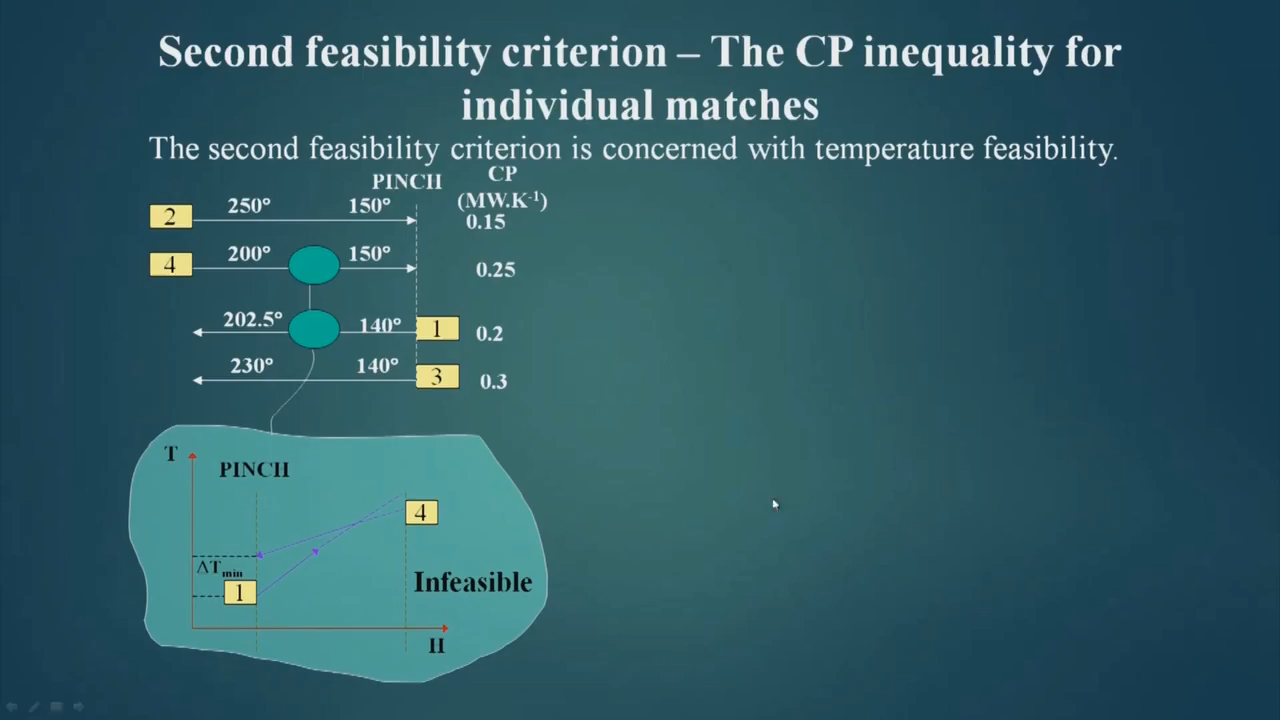 Second feasibility criterion – The CP inequality for
individual matches
The second feasibility criterion is concerned with temperature feasibility.
PINCH
CP
(MW.K-1)
2 250° 150° 0.15
4 200° 150° 0.25
202.5° 140° 1 0.2
230° 140° 3 0.3
T
PINCH
4
ΔTmin
1
Infeasible
H